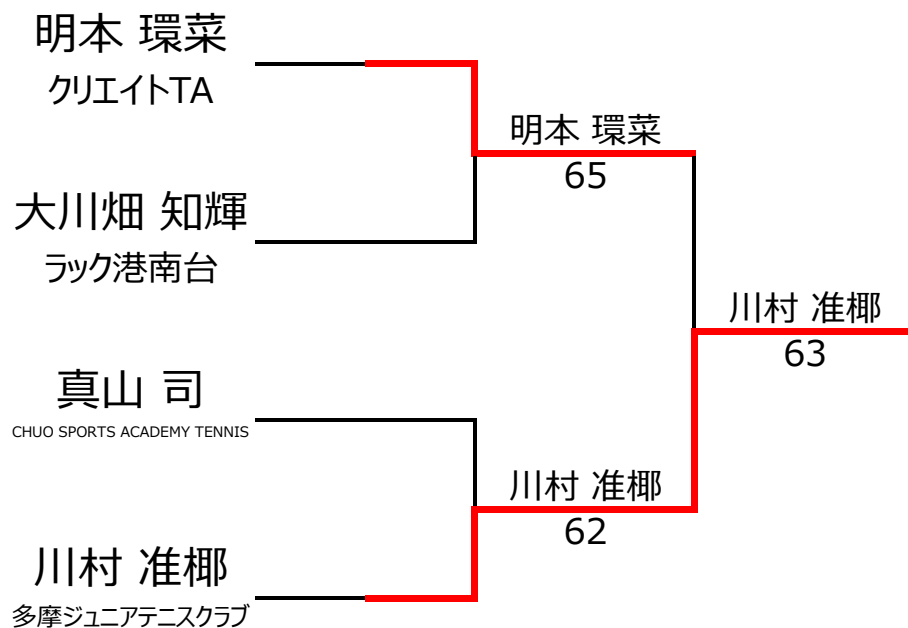 明本 環菜
クリエイトTA
明本 環菜
65
大川畑 知輝
ラック港南台
川村 准椰
63
真山 司
CHUO SPORTS ACADEMY TENNIS
川村 准椰
62
川村 准椰
多摩ジュニアテニスクラブ